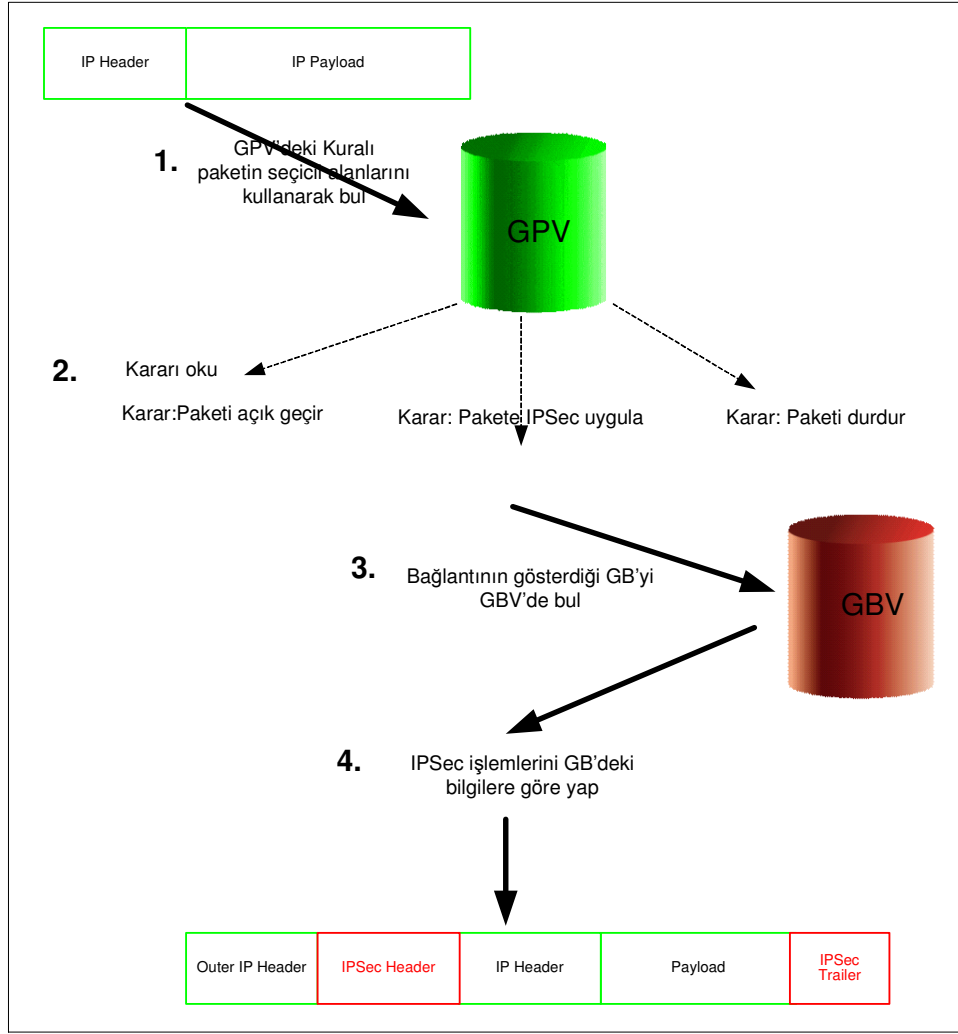 IP Header
IP Payload
1.
GPV'deki Kuralı
paketin seçicli alanlarını
kullanarak bul
GPV
2.
Kararı oku
Karar:Paketi açık geçir
Karar: Pakete IPSec uygula
Karar: Paketi durdur
3.
Bağlantının gösterdiği GB'yi
GBV'de bul
GBV
4.
IPSec işlemlerini GB'deki
bilgilere göre yap
Outer IP Header
IPSec Header
IP Header
Payload
IPSec
Trailer